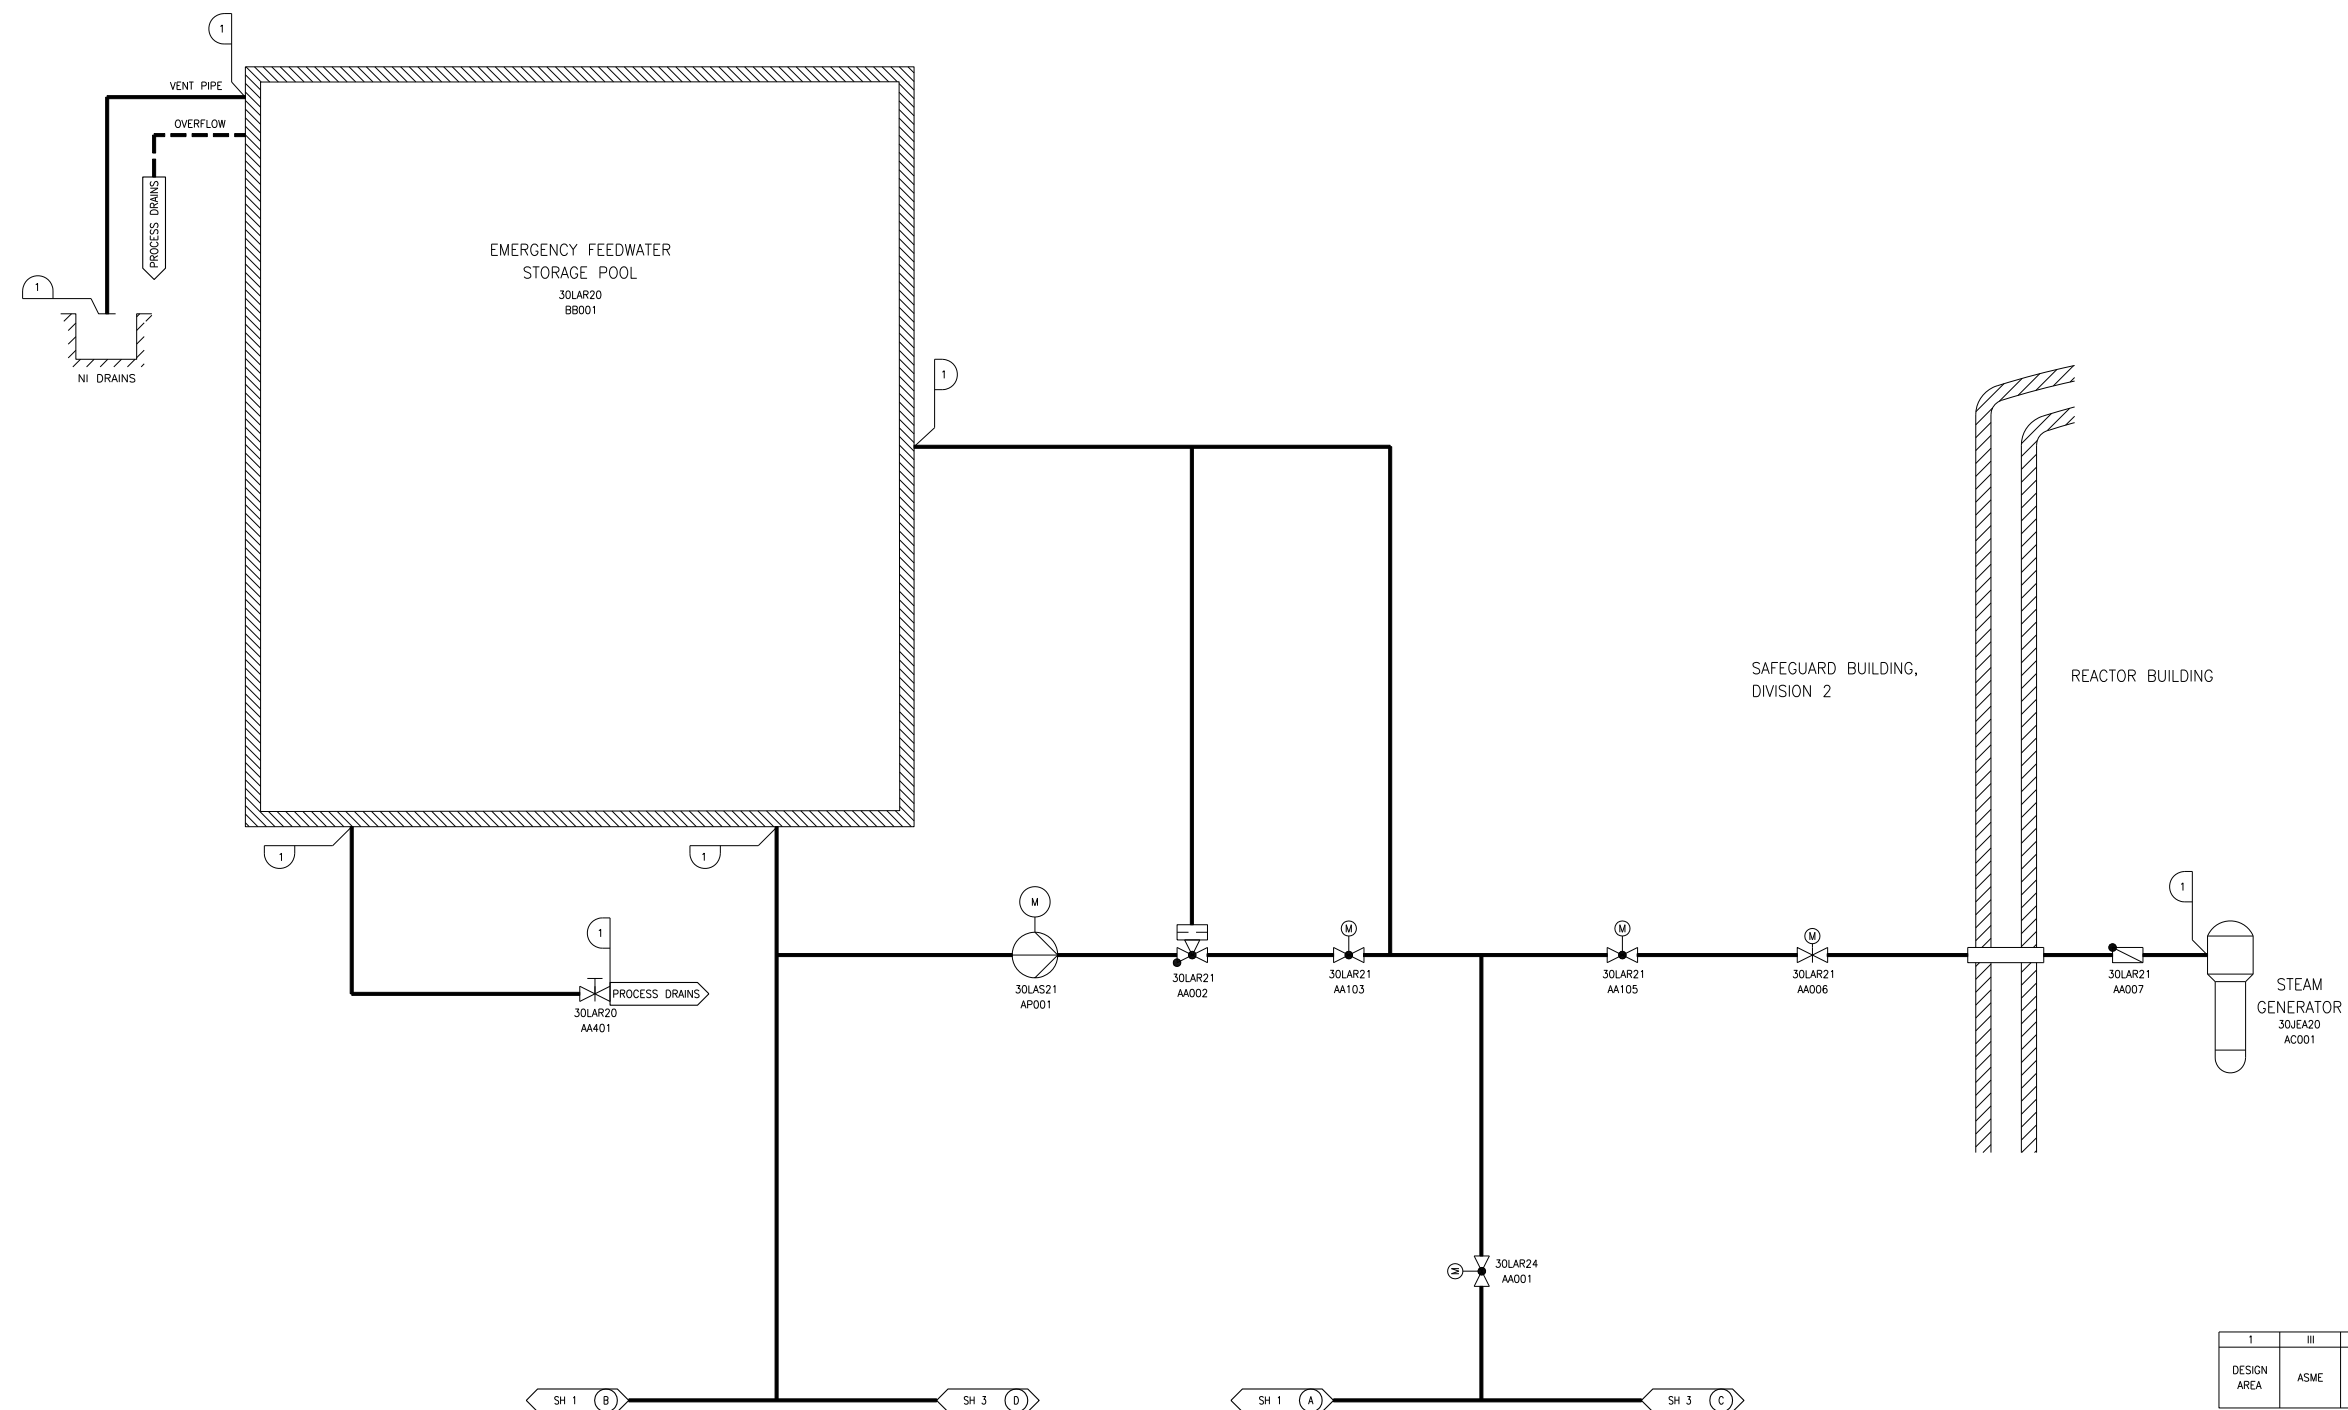 1
VENT PIPE
OVERFLOW
PROCESS DRAINS
1
NI DRAINS
EMERGENCY FEEDWATER
STORAGE POOL
30LAR20
BB001
1
SAFEGUARD BUILDING,
DIVISION 2
REACTOR BUILDING
1
1
1
PROCESS DRAINS
30LAR20
AA401
M
30LAS21
AP001
30LAR21
AA002
M
30LAR21
AA103
M
30LAR21
AA105
M
30LAR21
AA006
30LAR21
AA007
1
STEAM
GENERATOR
30JEA20
AC001
M
30LAR24
AA001
SH 1 B
SH 3 D
SH 1 A
SH 3 C
1 III
DESIGN
AREA
ASME